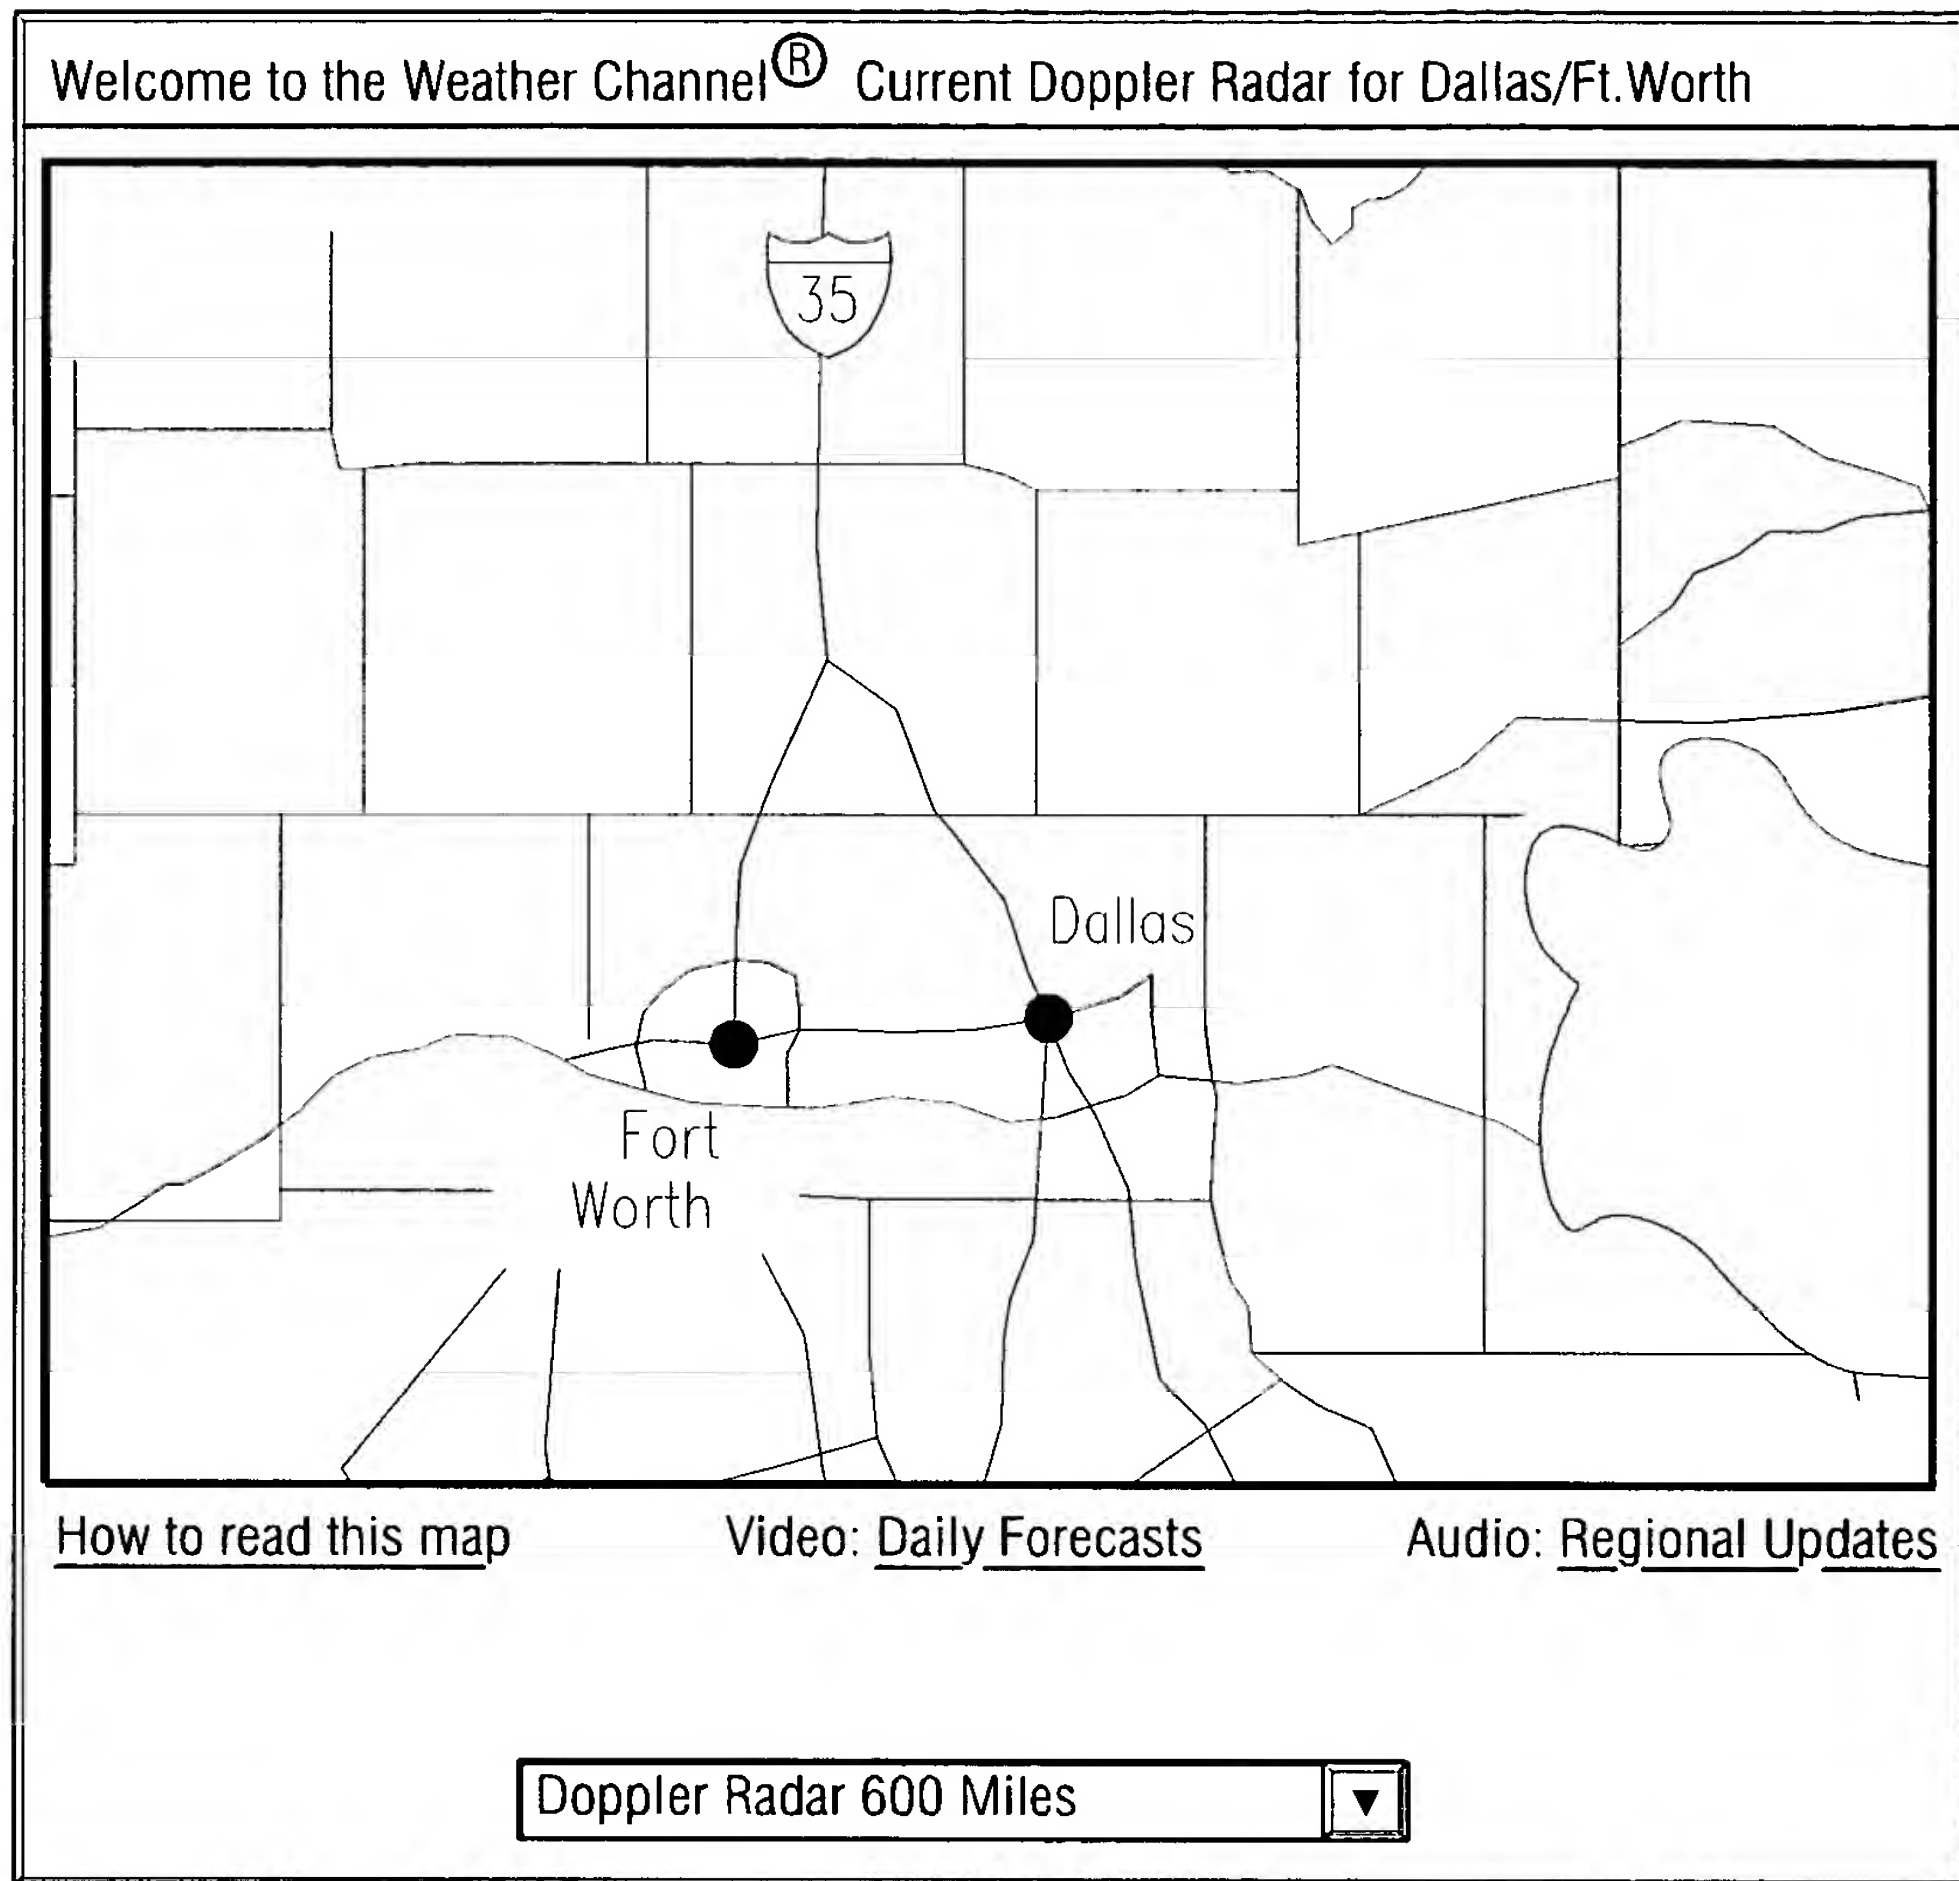 Welcome to the Weather Channel® Current Doppler Radar for Dallas/Ft.Worth
35
Dallas
Fort
Worth
How to read this map Video: Daily Forecasts Audio: Regional Updates
Doppler Radar 600 Miles ▼